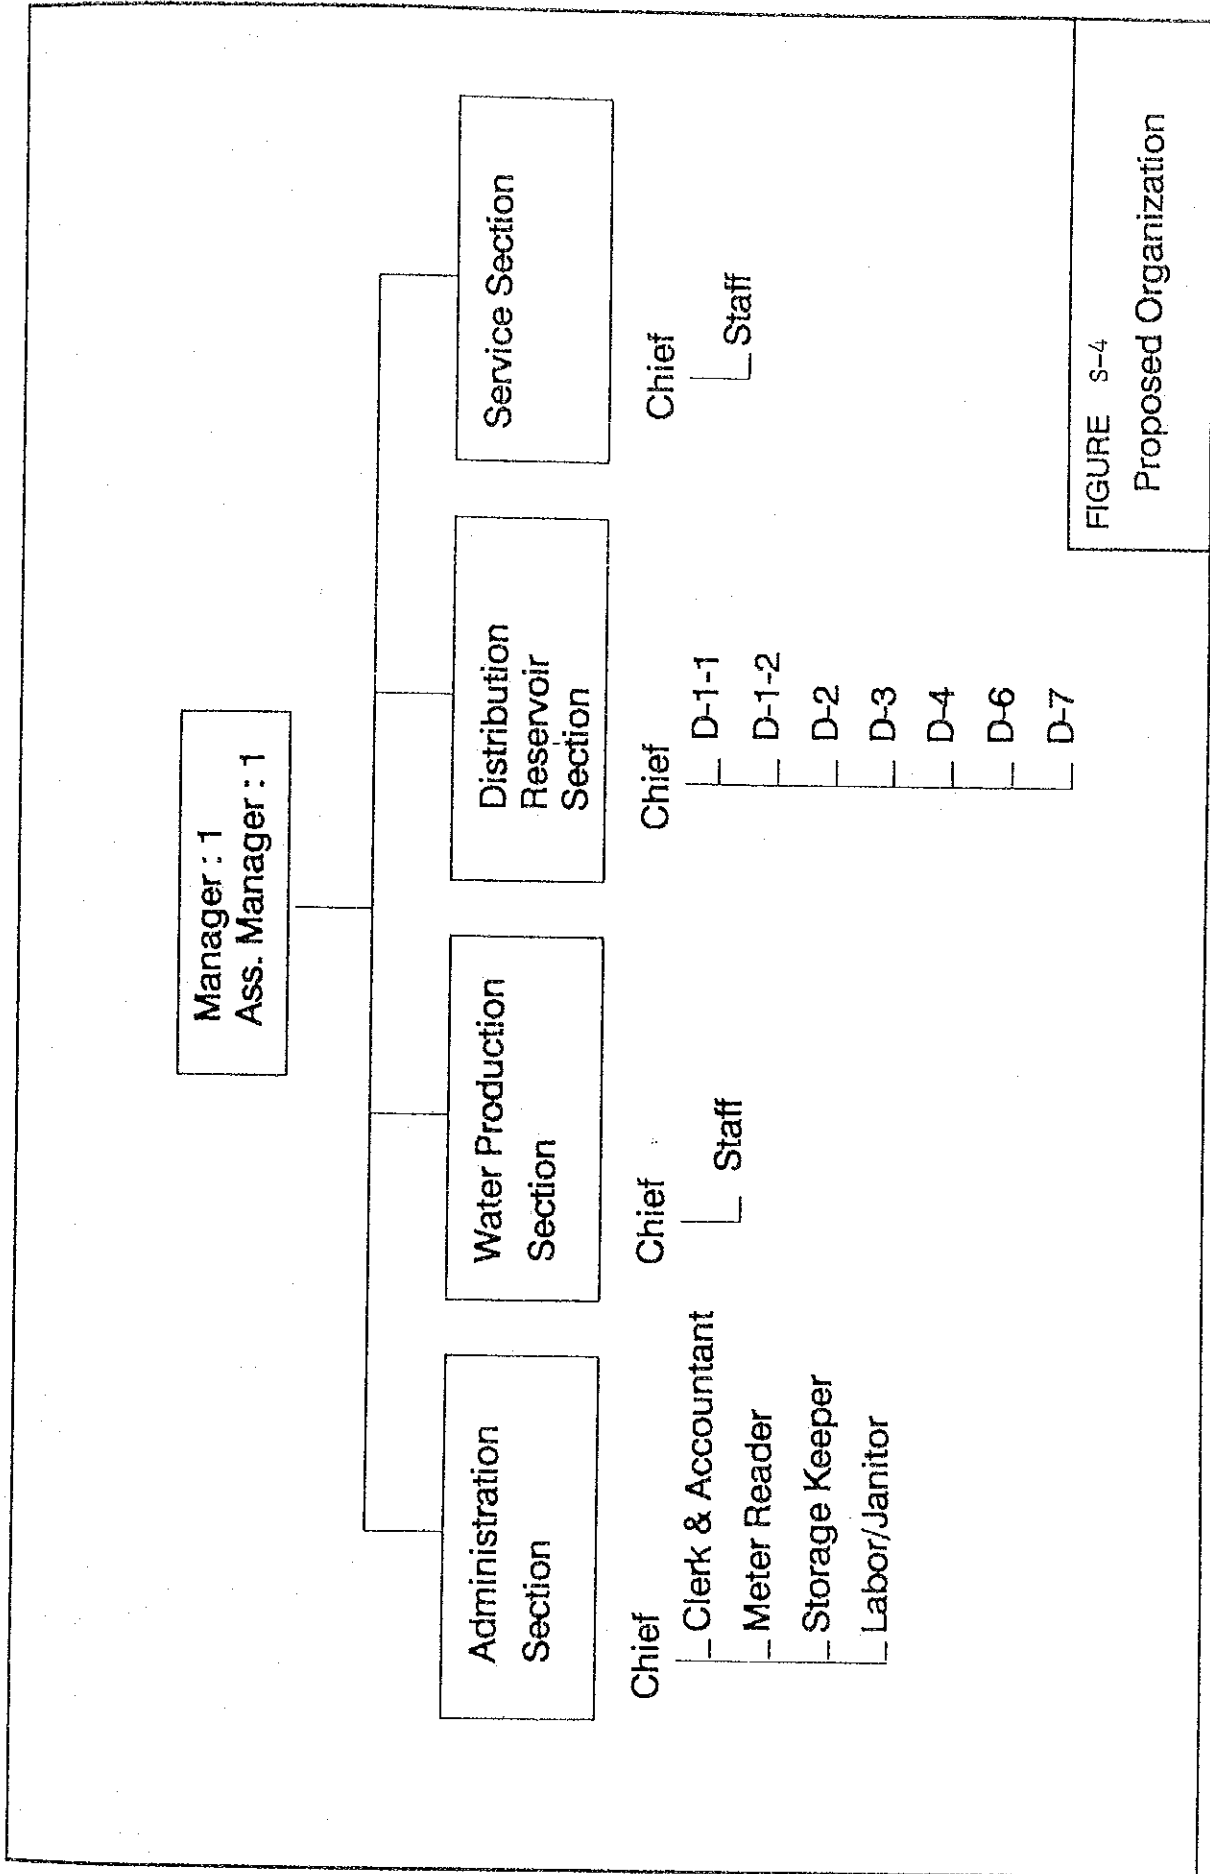 Manager : 1
Ass. Manager : 1
Administration
Section
Water Production
Section
Distribution
Reservoir
Section
Service Section
Chief
Clerk & Accountant
Meter Reader
Storage Keeper
Labor/Janitor
Chief
Staff
Chief
D-1-1
D-1-2
D-2
D-3
D-4
D-6
D-7
Chief
Staff
FIGURE S-4
Proposed Organization